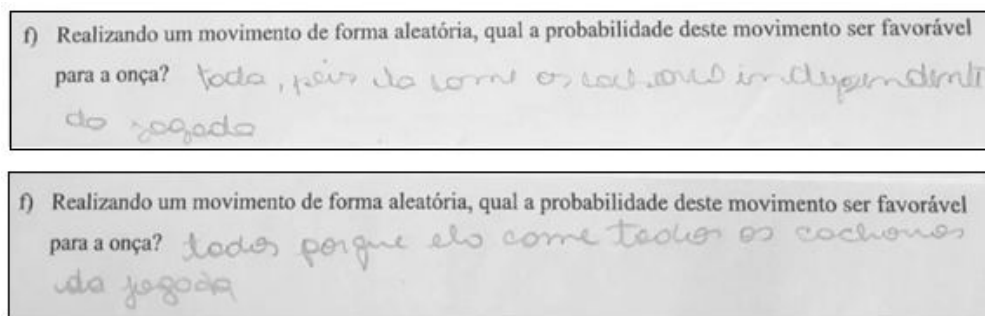 f) Realizando um movimento de forma aleatória, qual a probabilidade deste movimento ser favorável
para a onça? toda, pois ela come os cachorros independente
do jogada
f) Realizando um movimento de forma aleatória, qual a probabilidade deste movimento ser favorável
para a onça? todos porque ela come todos os cachorros
da jogada